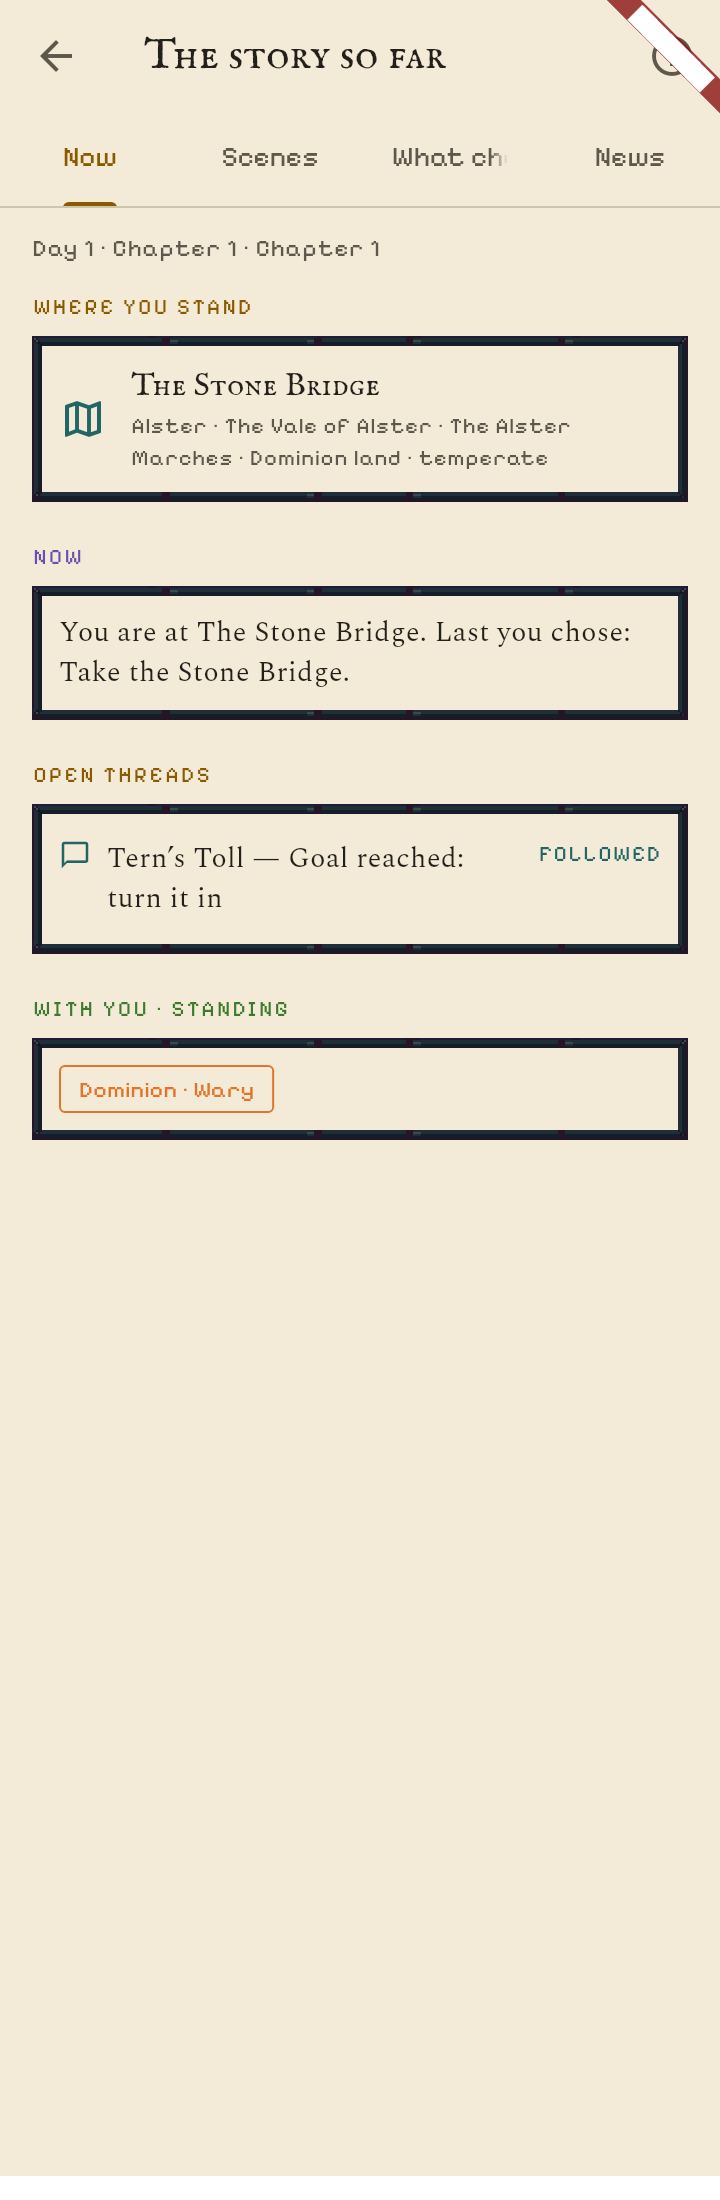 The story so far
Now
Scenes
What ch
News
Day 1 · Chapter 1 · Chapter 1
WHERE YOU STAND
The Stone Bridge
Alster · The Vale of Alster · The Alster
Marches · Dominion land · temperate
NOW
You are at The Stone Bridge. Last you chose:
Take the Stone Bridge.
OPEN THREADS
Tern’s Toll — Goal reached:
turn it in
FOLLOWED
WITH YOU · STANDING
Dominion · Wary